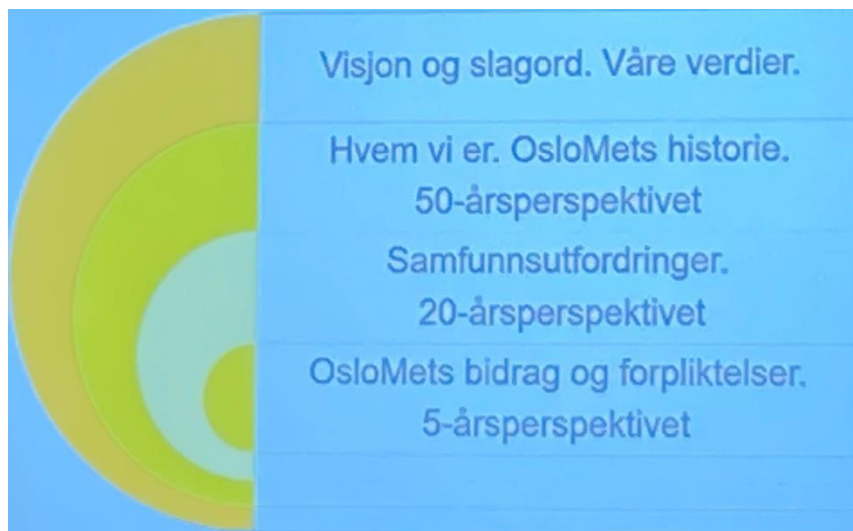 Visjon og slagord. Våre verdier.
Hvem vi er. OsloMets historie.
50-årsperspektivet
Samfunnsutfordringer.
20-årsperspektivet
OsloMets bidrag og forpliktelser.
5-årsperspektivet